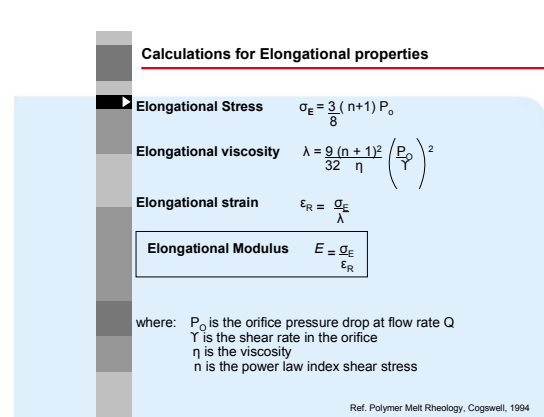 Calculations for Elongational properties
Elongational Stress σE = 3 ( n+1) Po
8
Elongational viscosity λ = 9 (n + 1)² (PO)²
32 η ϒ
Elongational strain εR = σE
λ
Elongational Modulus E = σE
εR
where: PO is the orifice pressure drop at flow rate Q
ϒ is the shear rate in the orifice
η is the viscosity
n is the power law index shear stress
Ref. Polymer Melt Rheology, Cogswell, 1994